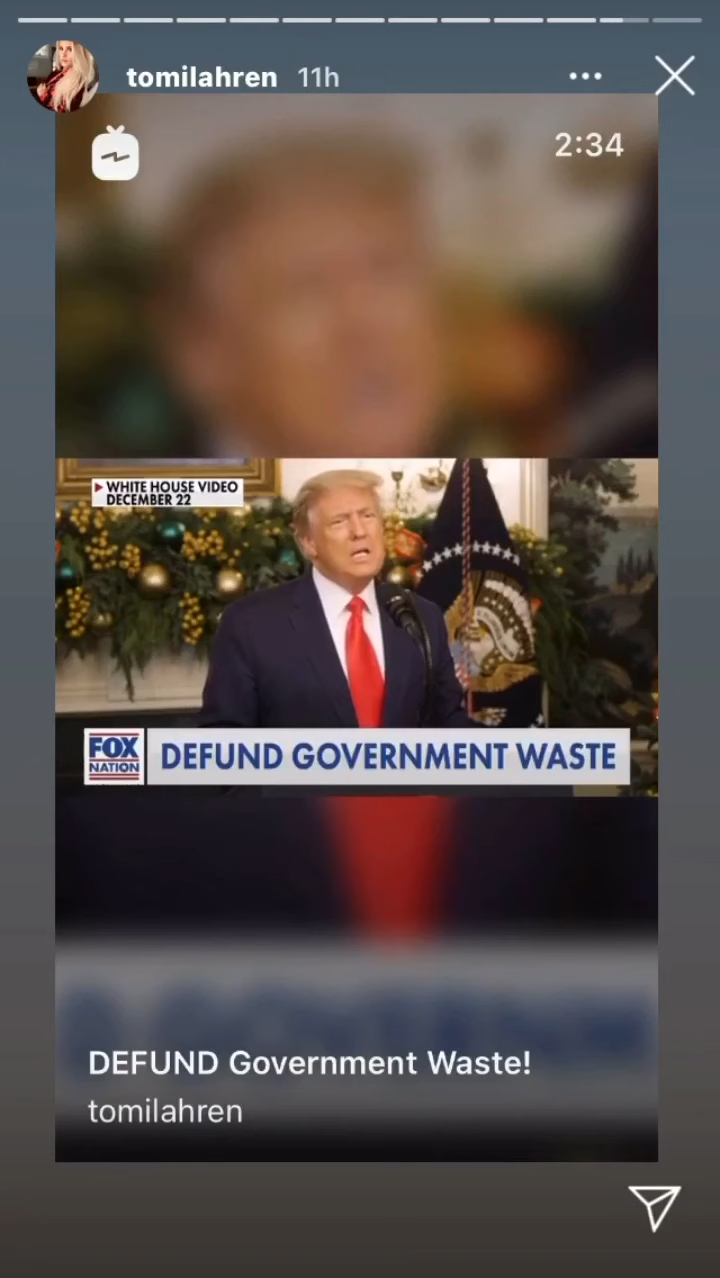 tomilahren 11h
2:34
WHITE HOUSE VIDEO
DECEMBER 22
FOX
NATION
DEFUND GOVERNMENT WASTE
DEFUND Government Waste!
tomilahren